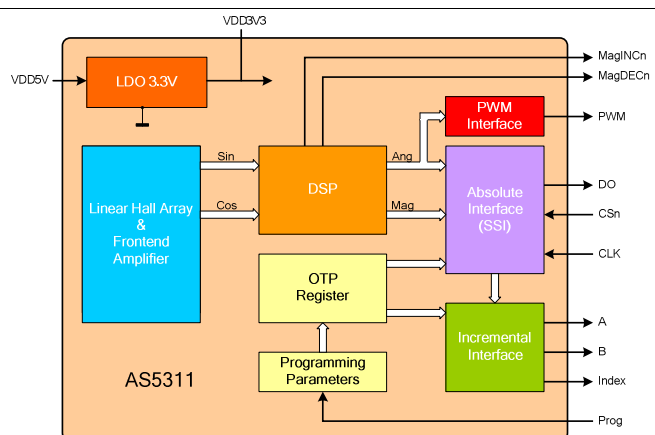 VDD3V3
VDD5V
LDO 3.3V
MagINCn
MagDECn
PWM
Interface
PWM
Sin
Cos
Linear Hall Array
&
Frontend
Amplifier
DSP
Ang
Mag
Absolute
Interface
(SSI)
DO
CSn
CLK
OTP
Register
Incremental
Interface
A
B
Index
Programming
Parameters
AS5311
Prog